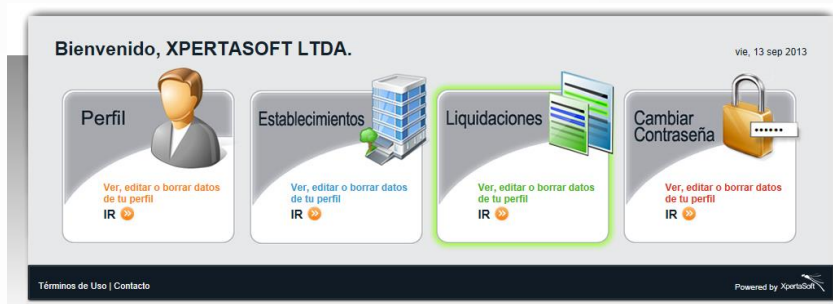 Bienvenido, XPERTASOFT LTDA.
vie, 13 sep 2013
Perfil
Ver, editar o borrar datos
de tu perfil
IR
Establecimientos
Ver, editar o borrar datos
de tu perfil
IR
Liquidaciones
Ver, editar o borrar datos
de tu perfil
IR
Cambiar
Contraseña
Ver, editar o borrar datos
de tu perfil
IR
Términos de Uso | Contacto
Powered by XpertaSoft